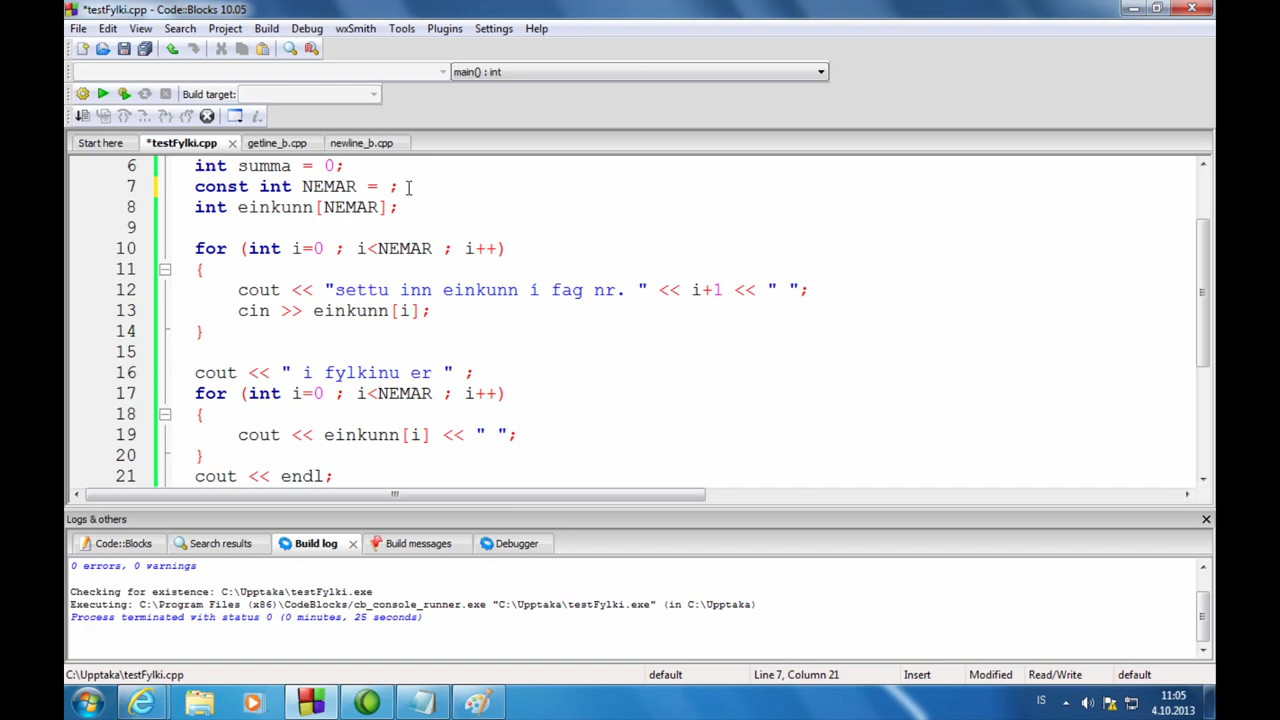 *testFylki.cpp - Code::Blocks 10.05
File Edit View Search Project Build Debug wxSmith Tools Plugins Settings Help
main() : int
Build target:
Start here *testFylki.cpp getline_b.cpp newline_b.cpp
6 int summa = 0;
7 const int NEMAR = ;
8 int einkunn[NEMAR];
9
10 for (int i=0 ; i<NEMAR ; i++)
11 {
12 cout << "settu inn einkunn í fag nr. " << i+1 << " ";
13 cin >> einkunn[i];
14 }
15
16 cout << " i fylkinu er " ;
17 for (int i=0 ; i<NEMAR ; i++)
18 {
19 cout << einkunn[i] << " ";
20 }
21 cout << endl;
Logs & others
Code::Blocks Search results Build log Build messages Debugger
0 errors, 0 warnings
Checking for existence: C:\Upptaka\testFylki.exe
Executing: C:\Program Files (x86)\CodeBlocks/cb_console_runner.exe "C:\Upptaka\testFylki.exe" (in C:\Upptaka)
Process terminated with status 0 (0 minutes, 25 seconds)
C:\Upptaka\testFylki.cpp default Line 7, Column 21 Insert Modified Read/Write default
IS 11:05
4.10.2013